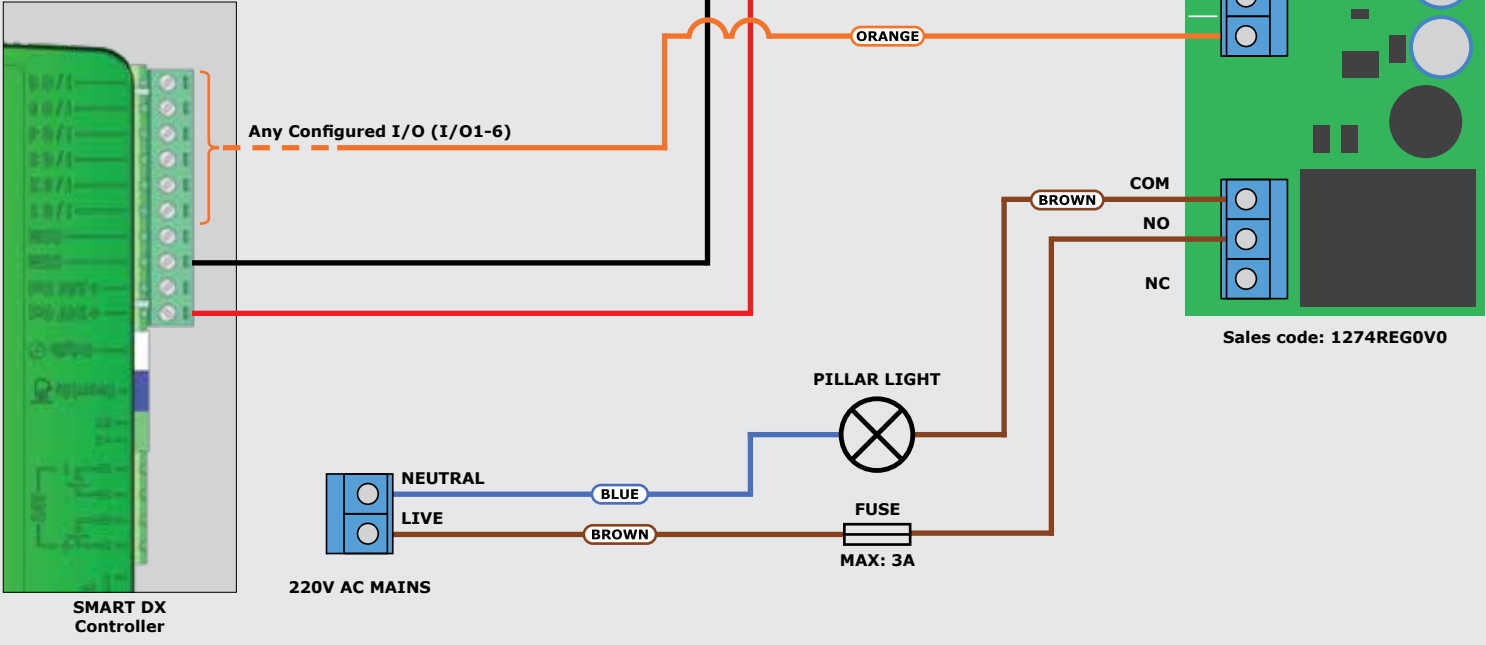 ORANGE
Any Configured I/O (I/O1-6)
COM
BROWN
NO
NC
Sales code: 1274REG0V0
PILLAR LIGHT
NEUTRAL
BLUE
LIVE
BROWN
FUSE
MAX: 3A
220V AC MAINS
SMART DX
Controller